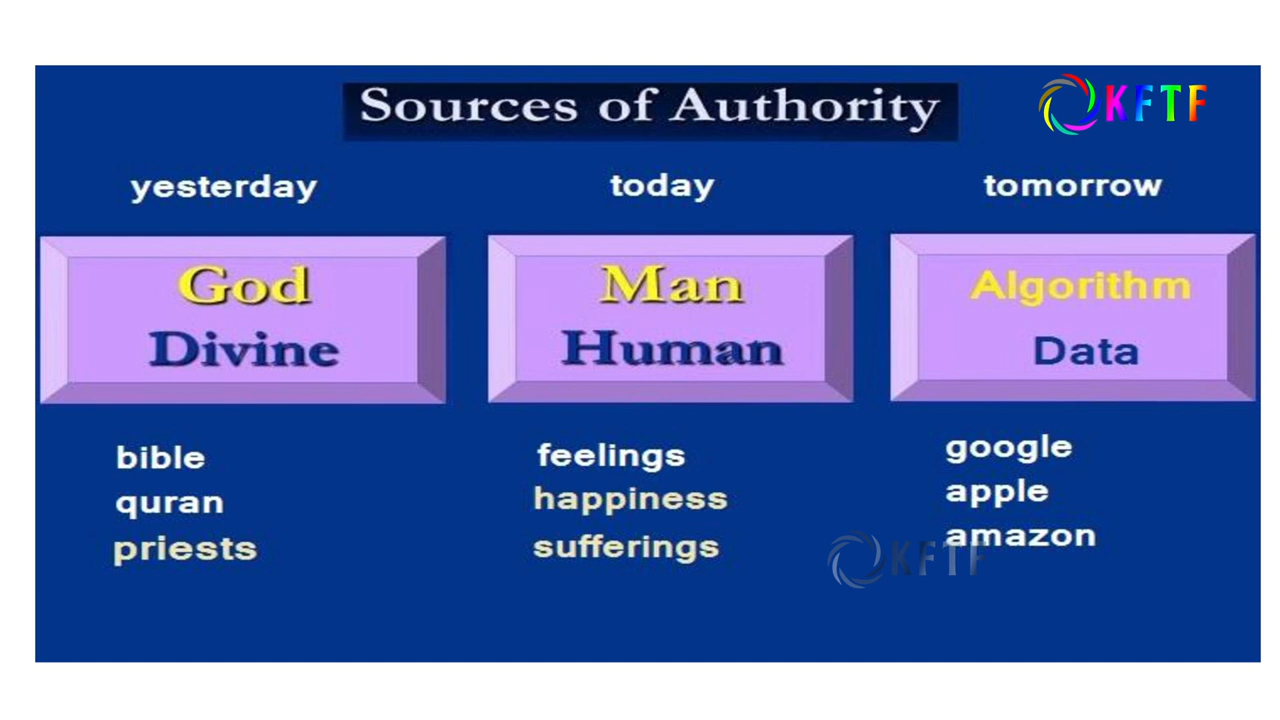 Sources of Authority
KFTF
yesterday
today
tomorrow
God
Divine
Man
Human
Algorithm
Data
bible
quran
priests
feelings
happiness
sufferings
google
apple
amazon
KFTF